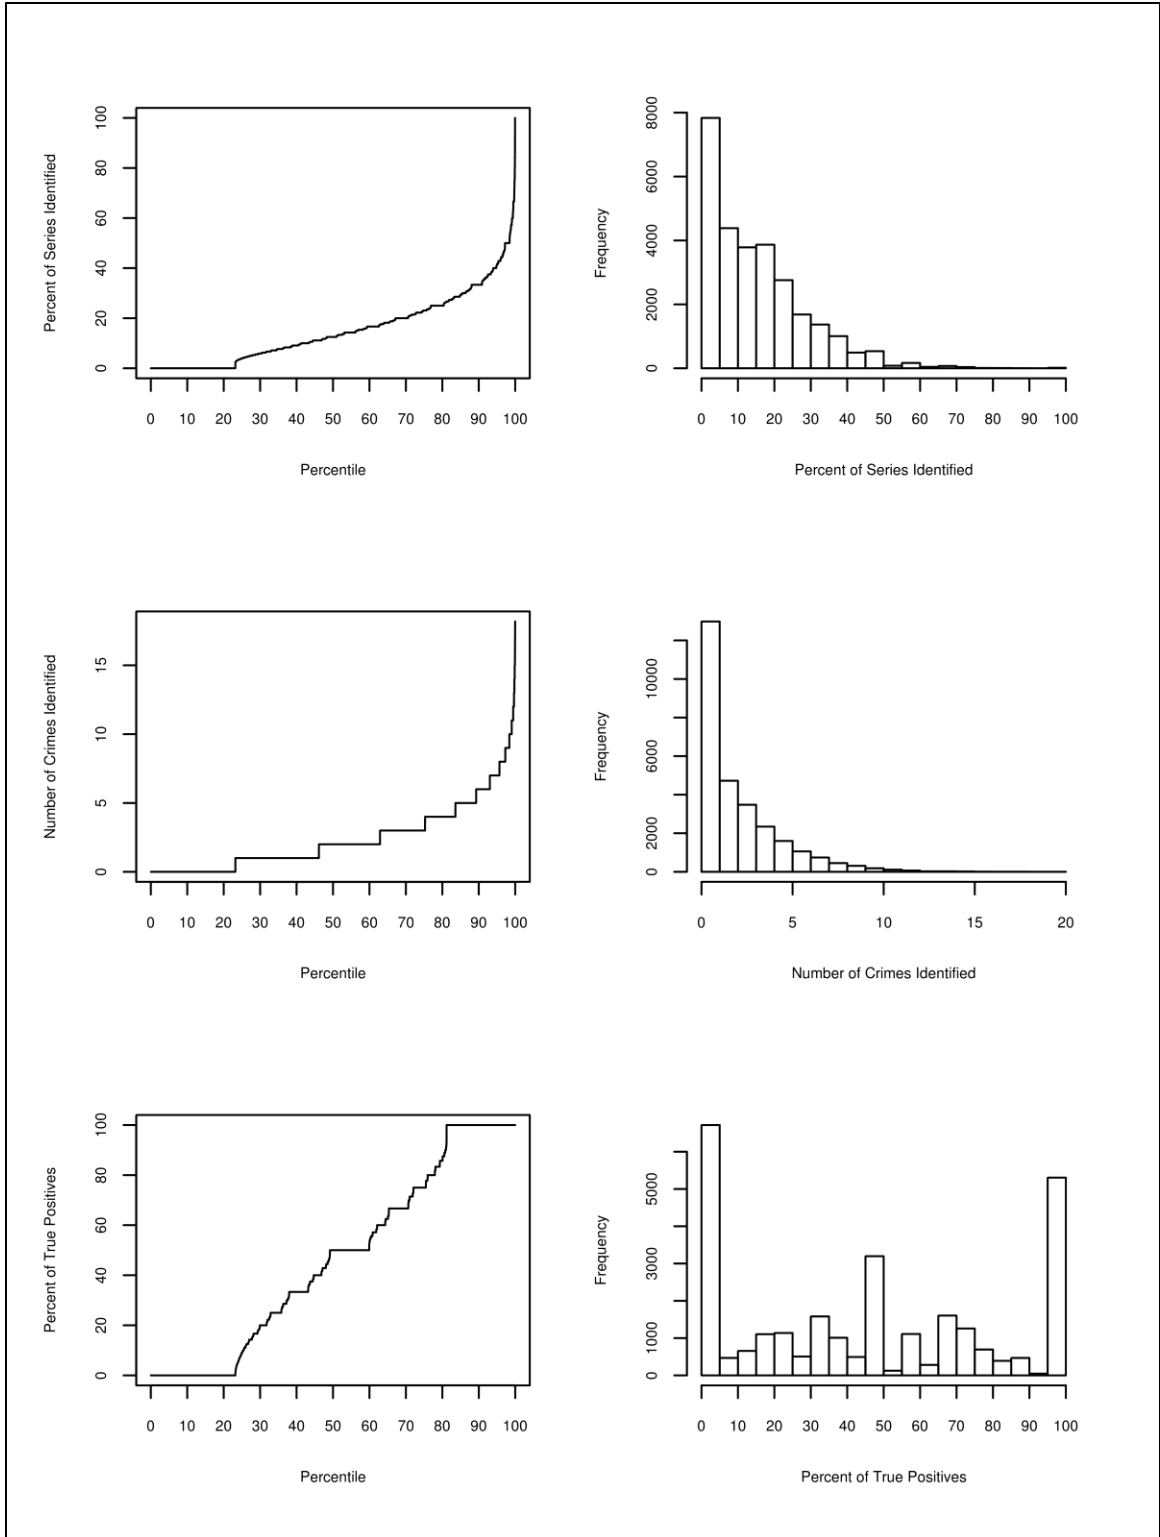 Percent of Series Identified
0 20 40 60 80 100
0 10 20 30 40 50 60 70 80 90 100
Percentile
Frequency
0 2000 4000 6000 8000
0 10 20 30 40 50 60 70 80 90 100
Percent of Series Identified
Number of Crimes Identified
0 5 10 15
0 10 20 30 40 50 60 70 80 90 100
Percentile
Frequency
0 2000 6000 10000
0 5 10 15 20
Number of Crimes Identified
Percent of True Positives
0 20 40 60 80 100
0 10 20 30 40 50 60 70 80 90 100
Percentile
Frequency
0 1000 3000 5000
0 10 20 30 40 50 60 70 80 90 100
Percent of True Positives